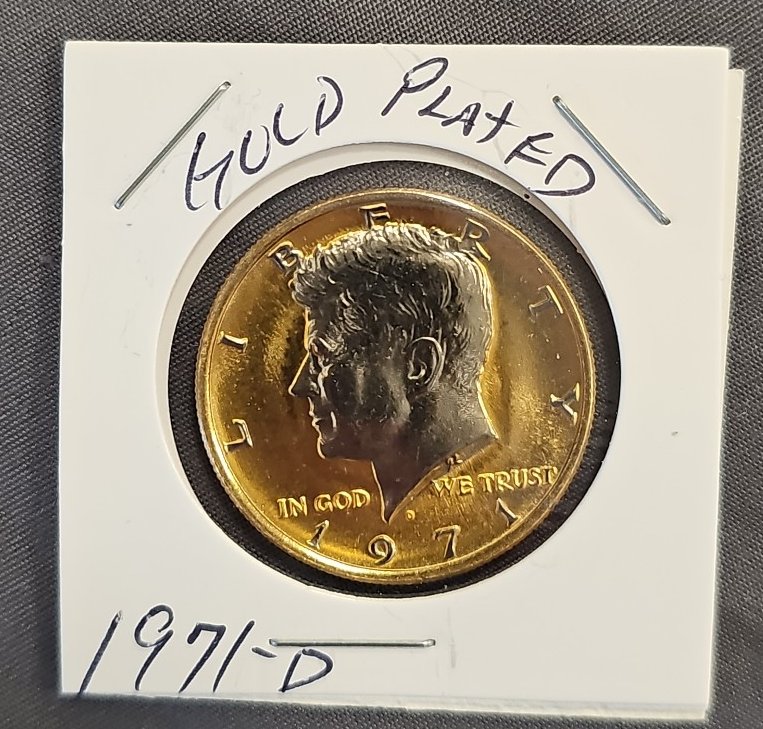 GOLD PLATED
LIBERTY
IN GOD WE TRUST
D
1971
1971-D